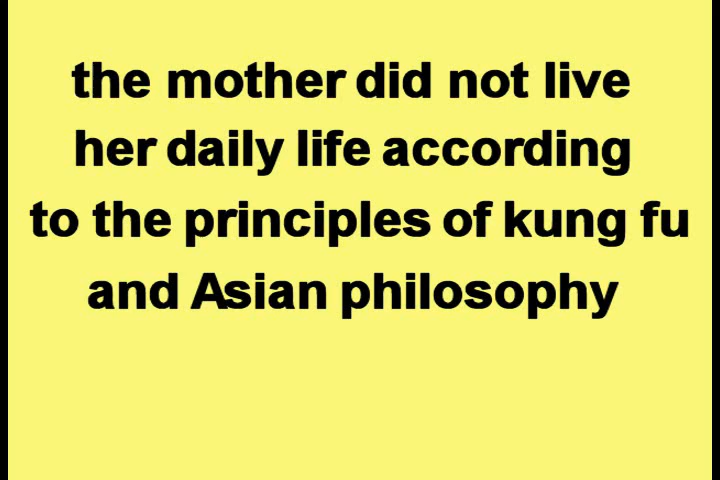 the mother did not live
her daily life according
to the principles of kung fu
and Asian philosophy